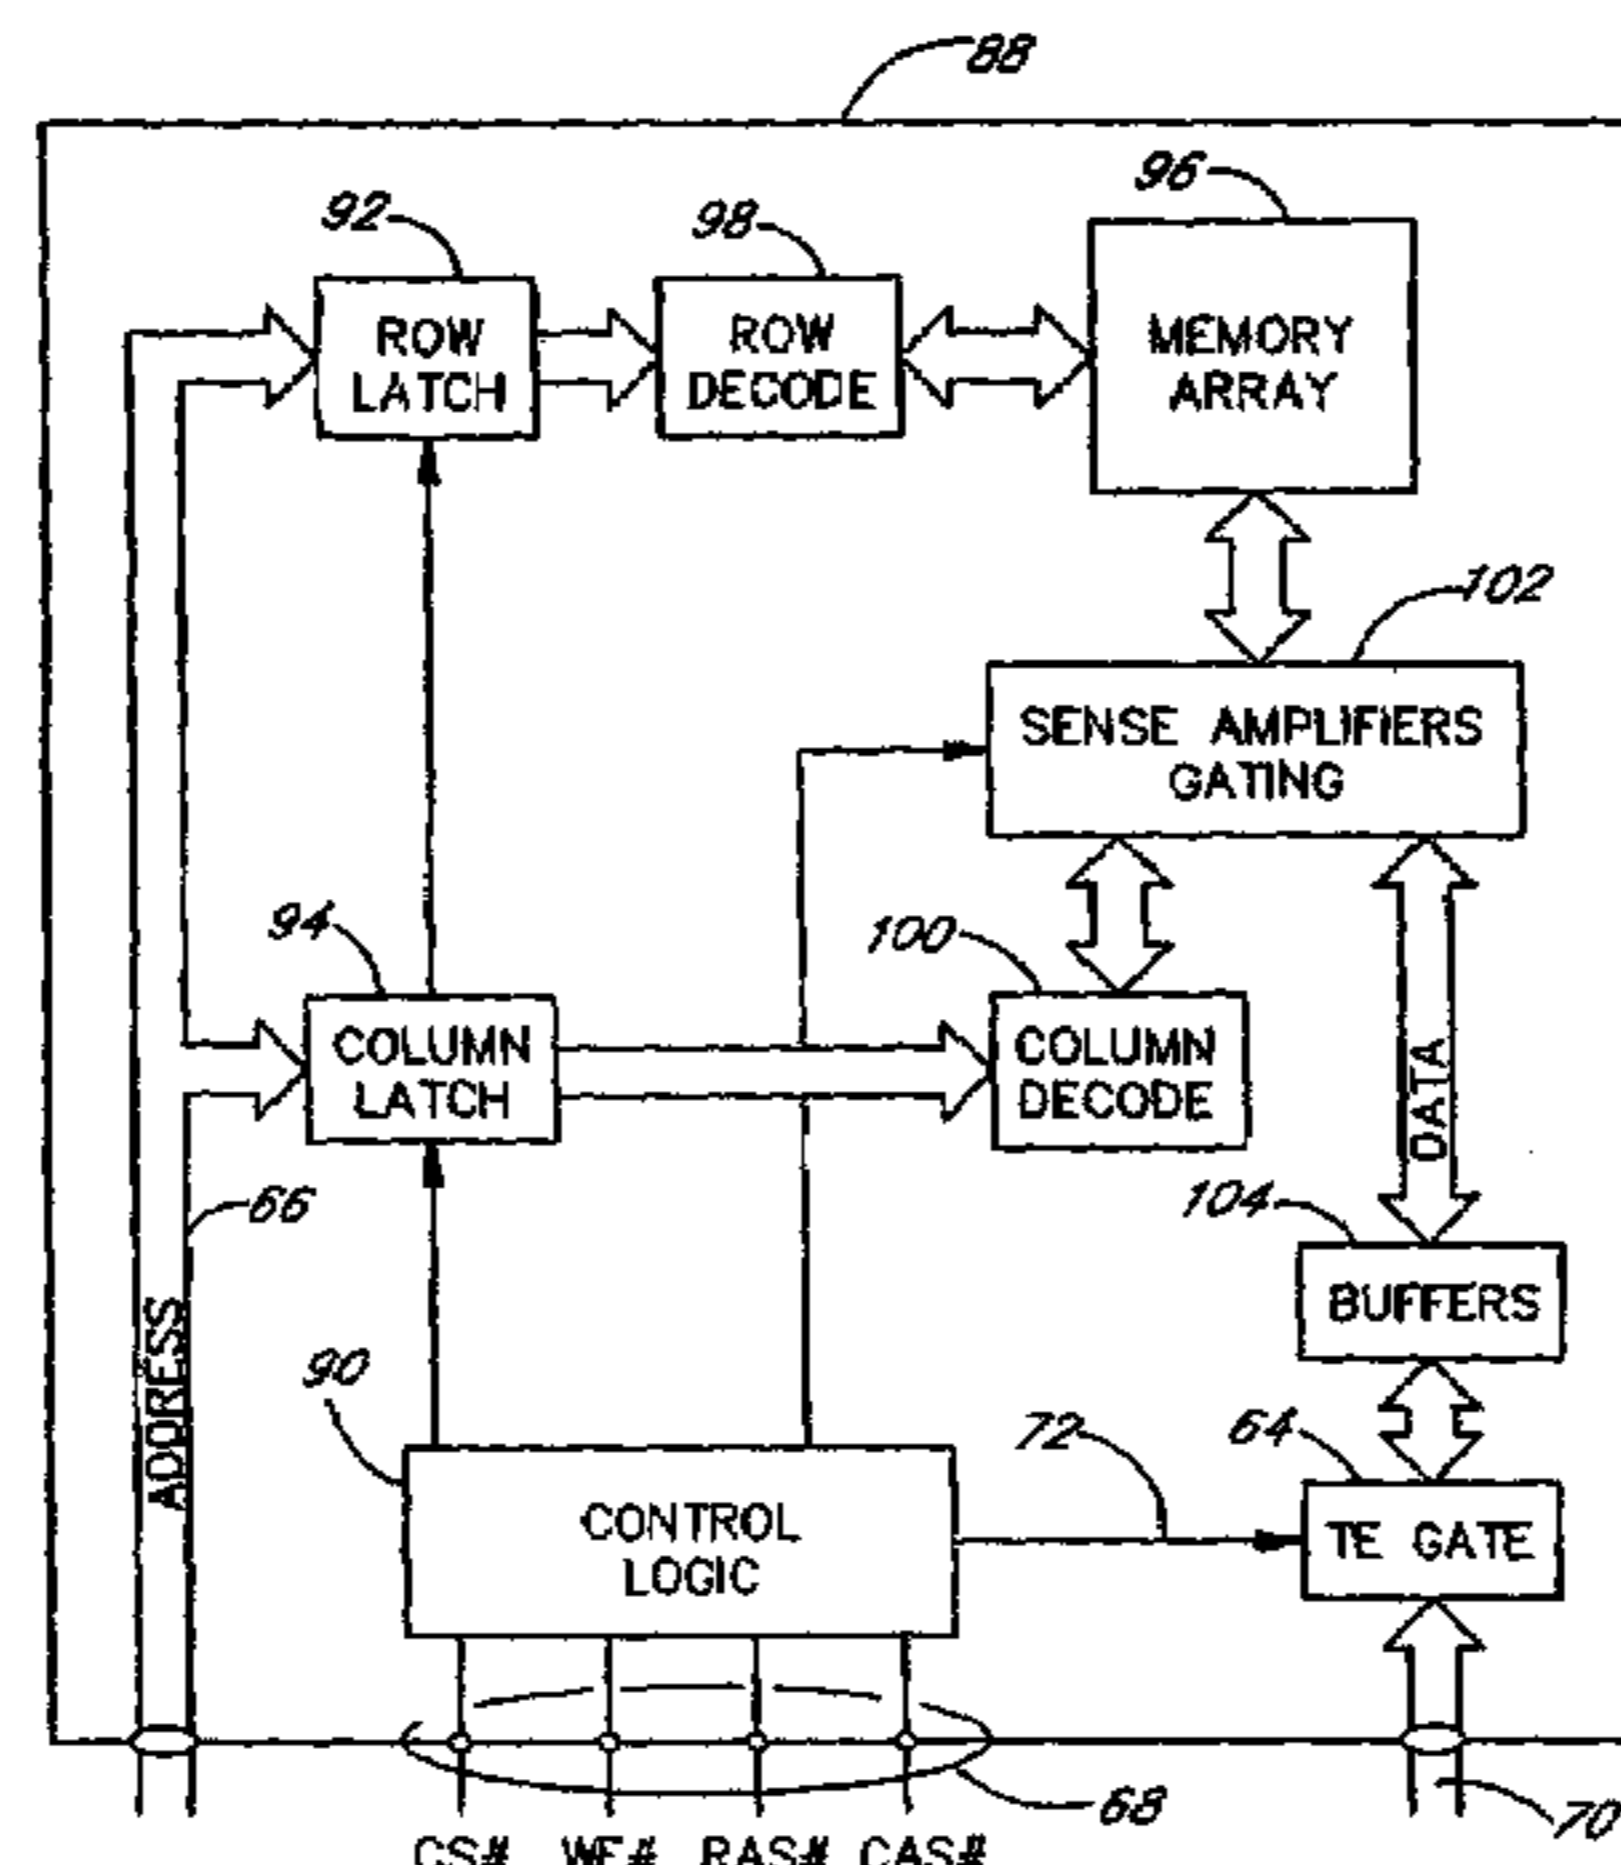 88
96
92
98
ROW
LATCH
ROW
DECODE
MEMORY
ARRAY
102
SENSE AMPLIFIERS
GATING
94
100
COLUMN
LATCH
COLUMN
DECODE
DATA
66
104
ADDRESS
BUFFERS
90
72
64
CONTROL
LOGIC
TE GATE
68
70
CS# WE# RAS# CAS#